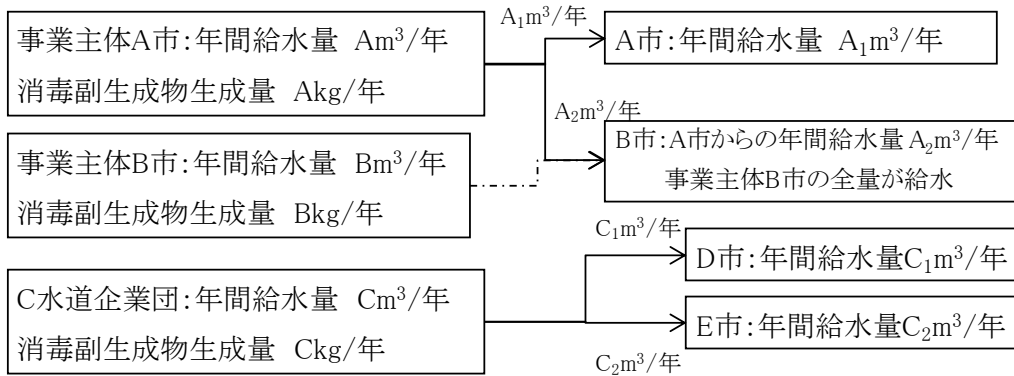 事業主体A市:年間給水量 Am³/年
消毒副生成物生成量 Akg/年
A₁m³/年
A市:年間給水量 A₁m³/年
A₂m³/年
B市:A市からの年間給水量 A₂m³/年
事業主体B市の全量が給水
事業主体B市:年間給水量 Bm³/年
消毒副生成物生成量 Bkg/年
C水道企業団:年間給水量 Cm³/年
消毒副生成物生成量 Ckg/年
C₁m³/年
D市:年間給水量C₁m³/年
E市:年間給水量C₂m³/年
C₂m³/年